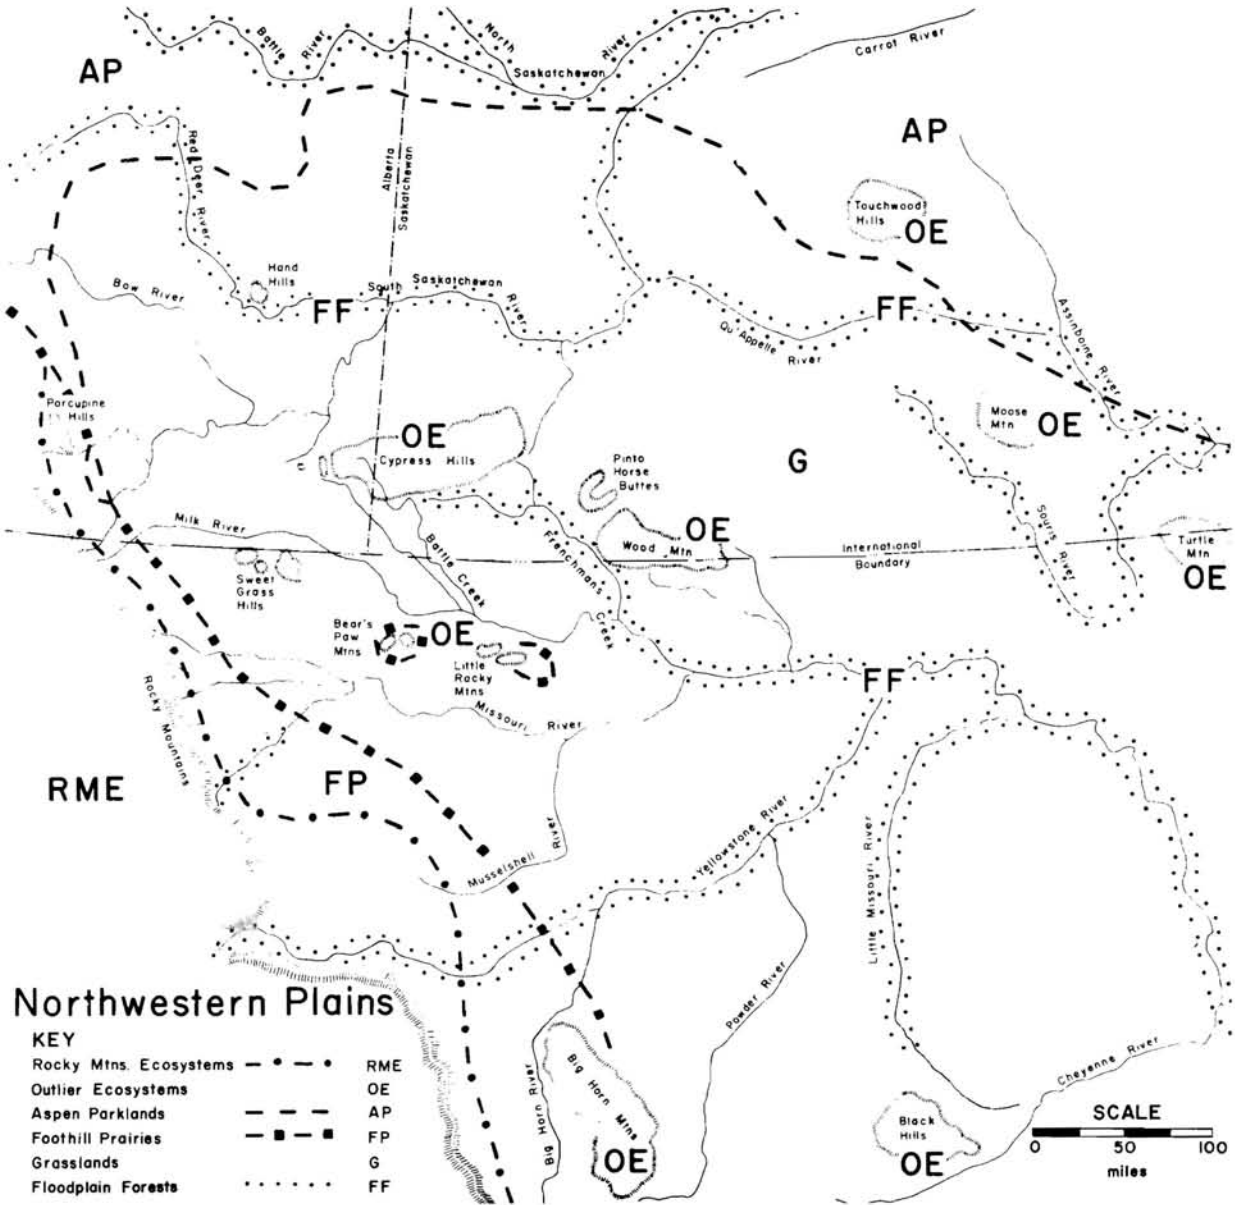 Battle
River
North
Saskatchewan
River
Carrot River
AP
AP
Red Deer River
Alberta
Saskatchewan
Touchwood
Hills
OE
Hand
Hills
Bow River
South Saskatchewan
River
FF
FF
Qu'Appelle
River
Assinboine River
Porcupine
Hills
OE
Cypress Hills
Moose
Mtn
OE
G
Pinto
Horse
Buttes
Milk River
Battle Creek
Frenchmans
Creek
OE
Wood Mtn
International
Boundary
Souris River
Turtle
Mtn
OE
Sweet
Grass
Hills
Bear's
Paw
Mtns
OE
Little
Rocky
Mtns
Missouri River
FF
Rocky Mountains
RME
FP
Musselshell
River
Yellowstone River
Little Missouri River
Powder River
Big Horn River
Big Horn Mtns
OE
Cheyenne River
Black
Hills
OE
Northwestern Plains
KEY
Rocky Mtns. Ecosystems RME
Outlier Ecosystems OE
Aspen Parklands AP
Foothill Prairies FP
Grasslands G
Floodplain Forests FF
SCALE
0 50 100
miles